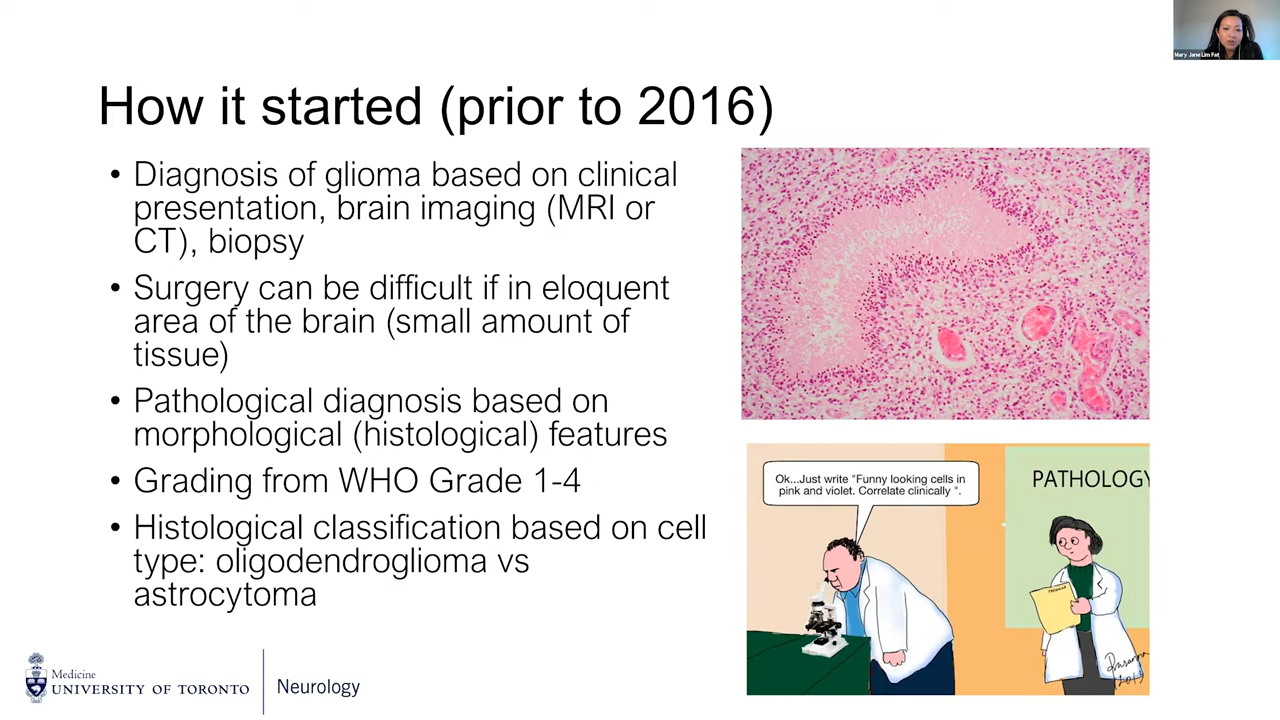 Mary Jane Lim Fat
How it started (prior to 2016)
• Diagnosis of glioma based on clinical
presentation, brain imaging (MRI or
CT), biopsy
• Surgery can be difficult if in eloquent
area of the brain (small amount of
tissue)
• Pathological diagnosis based on
morphological (histological) features
• Grading from WHO Grade 1-4
• Histological classification based on cell
type: oligodendroglioma vs
astrocytoma
Ok...Just write "Funny looking cells in
pink and violet. Correlate clinically ".
PATHOLOGY
Medicine
UNIVERSITY OF TORONTO
Neurology